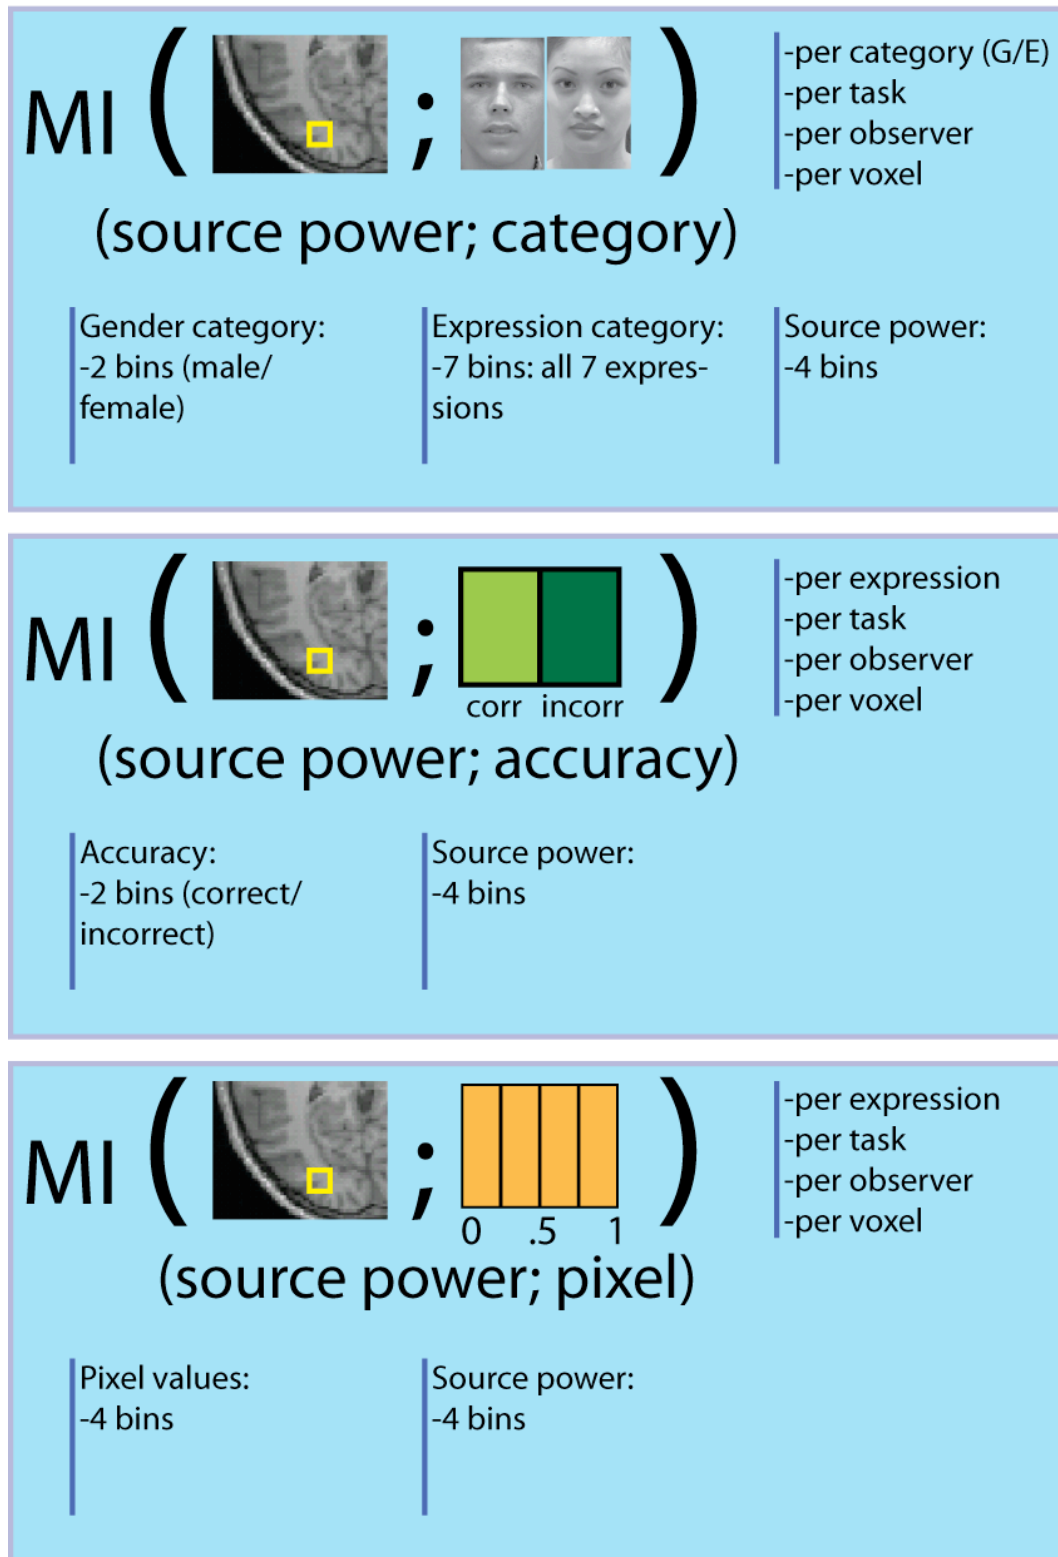 MI ( ; )
-per category (G/E)
-per task
-per observer
-per voxel
(source power; category)
Gender category:
-2 bins (male/
female)
Expression category:
-7 bins: all 7 expres-
sions
Source power:
-4 bins
MI ( ; )
corr incorr
-per expression
-per task
-per observer
-per voxel
(source power; accuracy)
Accuracy:
-2 bins (correct/
incorrect)
Source power:
-4 bins
MI ( ; )
0 .5 1
-per expression
-per task
-per observer
-per voxel
(source power; pixel)
Pixel values:
-4 bins
Source power:
-4 bins